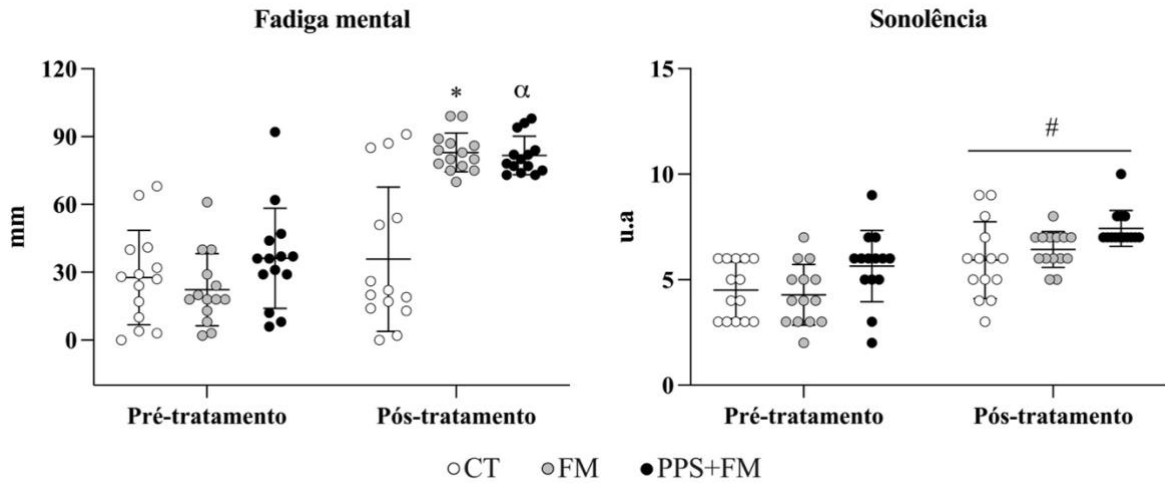 Fadiga mental
120
90
60
30
0
mm
* α
Pré-tratamento Pós-tratamento
Sonolência
15
10
5
0
u.a
#
Pré-tratamento Pós-tratamento
CT FM PPS+FM